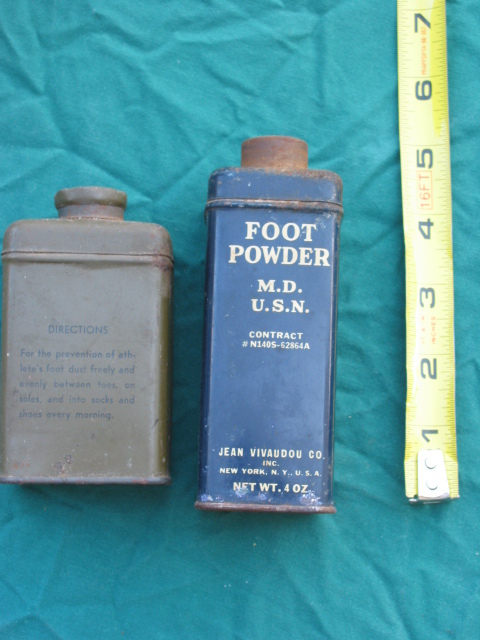 DIRECTIONS
For the prevention of ath-
lete's foot dust freely and
evenly between toes, on
soles, and into socks and
shoes every morning.
FOOT
POWDER
M.D.
U.S.N.
CONTRACT
# N140S-62864A
JEAN VIVAUDOU CO.
INC.
NEW YORK, N.Y., U.S.A.
NET WT. 4 OZ.
7
6
5
16FT
4
3
INCHES
2
1